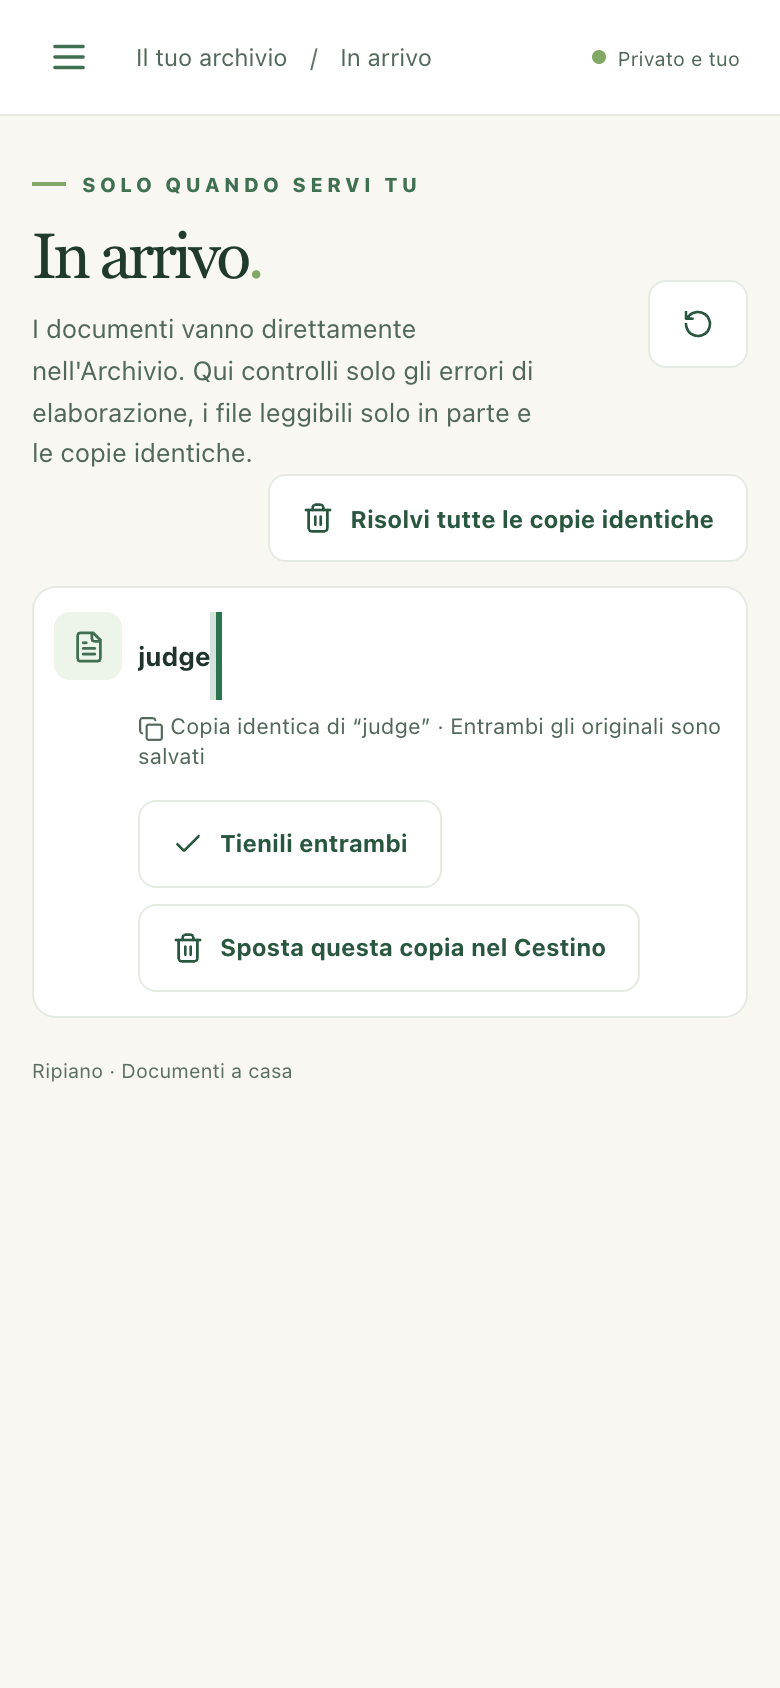 Il tuo archivio / In arrivo
Privato e tuo
SOLO QUANDO SERVI TU
In arrivo.
I documenti vanno direttamente
nell'Archivio. Qui controlli solo gli errori di
elaborazione, i file leggibili solo in parte e
le copie identiche.
Risolvi tutte le copie identiche
judge
Copia identica di “judge” · Entrambi gli originali sono
salvati
Tienili entrambi
Sposta questa copia nel Cestino
Ripiano · Documenti a casa